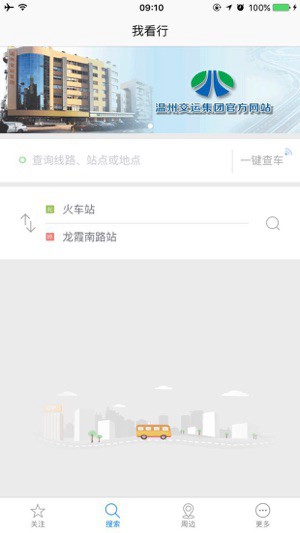 09:10
100%
我看行
温州交运集团官方网站
查询线路、站点或地点
一键查车
火车站
龙霞南路站
关注
搜索
周边
更多